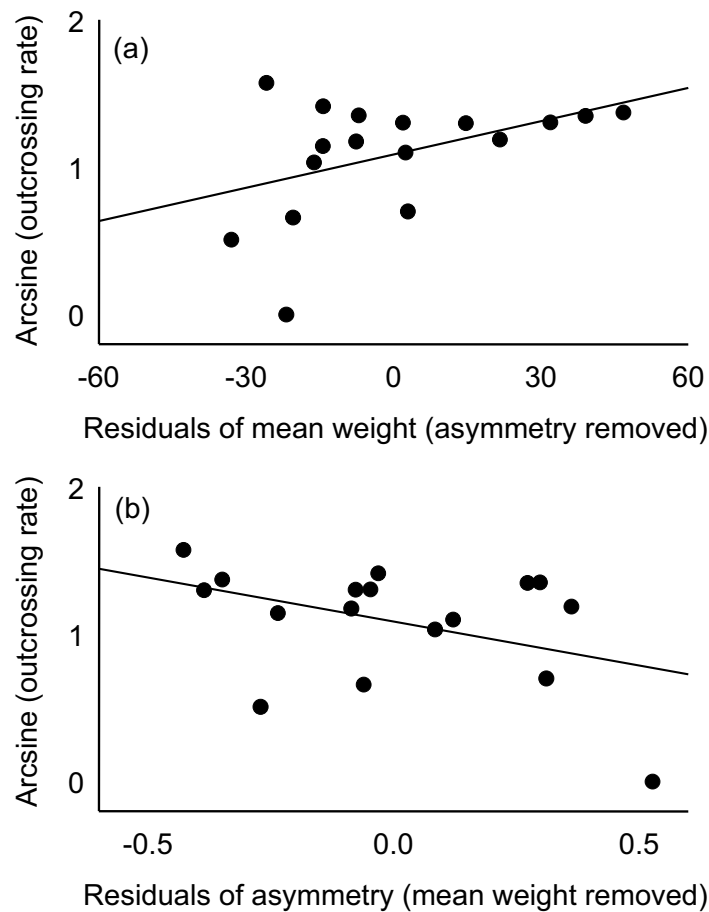 2
(a)
1
0
Arcsine (outcrossing rate)
-60 -30 0 30 60
Residuals of mean weight (asymmetry removed)
2
(b)
1
0
Arcsine (outcrossing rate)
-0.5 0.0 0.5
Residuals of asymmetry (mean weight removed)